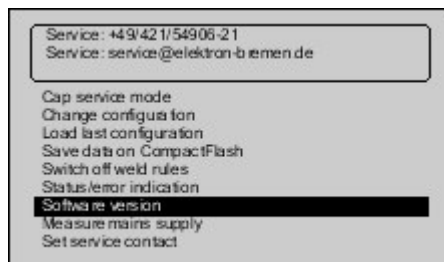 Service: +49/421/54906-21
Service: service@elektron-bremen.de
Cap service mode
Change configuration
Load last configuration
Save data on CompactFlash
Switch off weld rules
Status/error indication
Software version
Measure mains supply
Set service contact